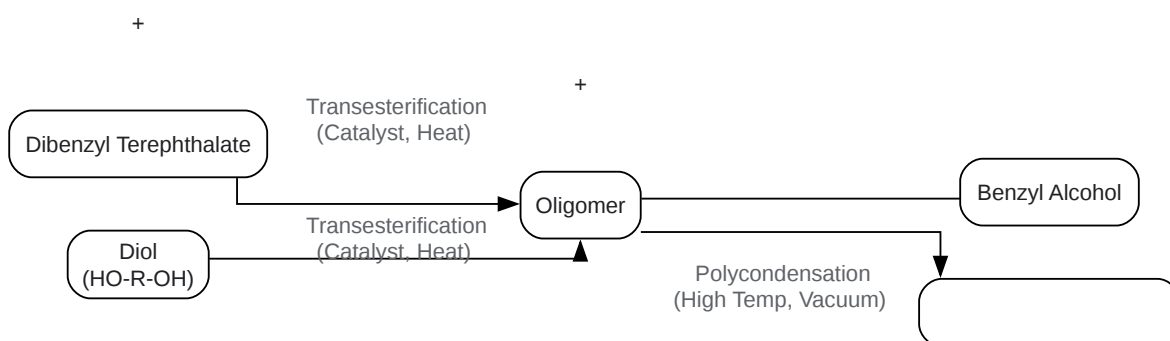 +
+
Transesterification
(Catalyst, Heat)
Dibenzyl Terephthalate
Oligomer
Benzyl Alcohol
Transesterification
(Catalyst, Heat)
Diol
(HO-R-OH)
Polycondensation
(High Temp, Vacuum)